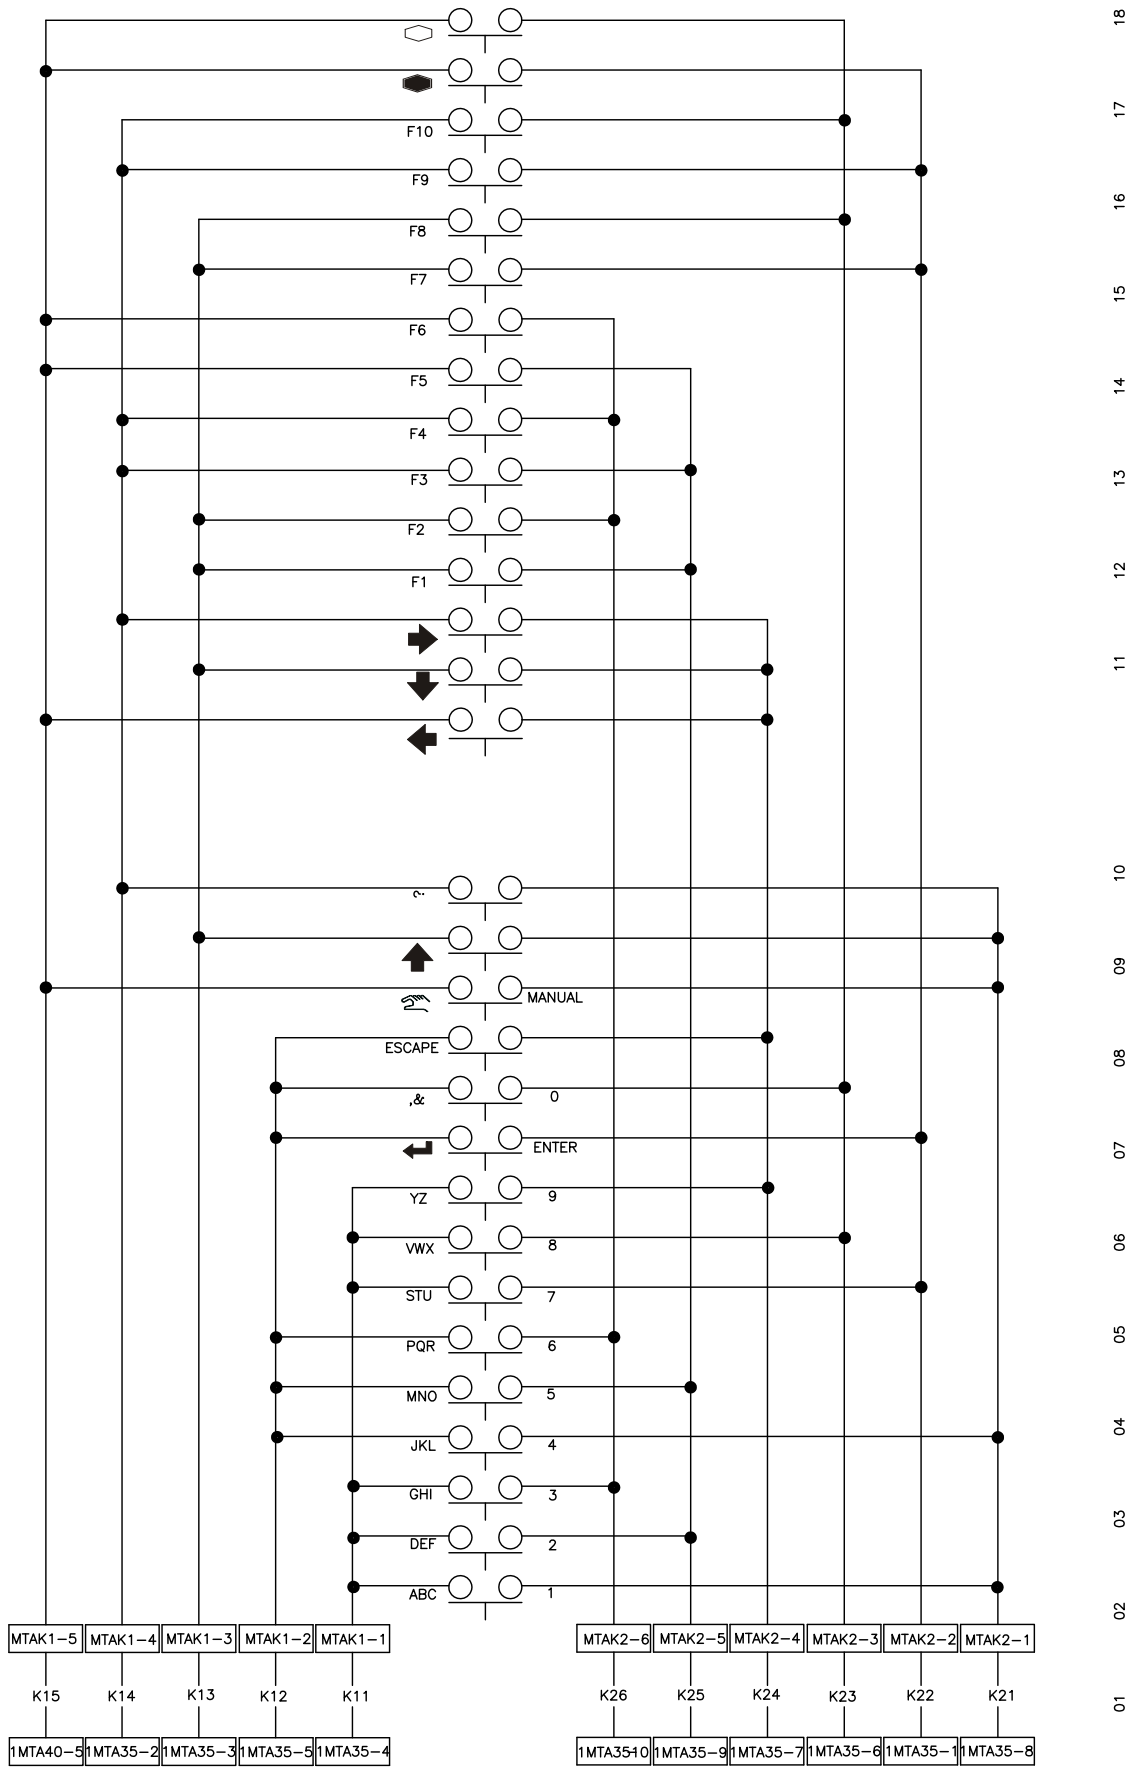 18
17
F10
F9
16
F8
F7
15
F6
F5
14
F4
F3
13
F2
F1
12
11
10
?.
09
MANUAL
ESCAPE
08
,& 0
ENTER
07
YZ 9
VWX 8
06
STU 7
PQR 6
05
MNO 5
JKL 4
04
GHI 3
DEF 2
03
ABC 1
02
MTAK1-5 MTAK1-4 MTAK1-3 MTAK1-2 MTAK1-1 MTAK2-6 MTAK2-5 MTAK2-4 MTAK2-3 MTAK2-2 MTAK2-1
K15 K14 K13 K12 K11 K26 K25 K24 K23 K22 K21
01
1MTA40-5 1MTA35-2 1MTA35-3 1MTA35-5 1MTA35-4 1MTA35-10 1MTA35-9 1MTA35-7 1MTA35-6 1MTA35-1 1MTA35-8